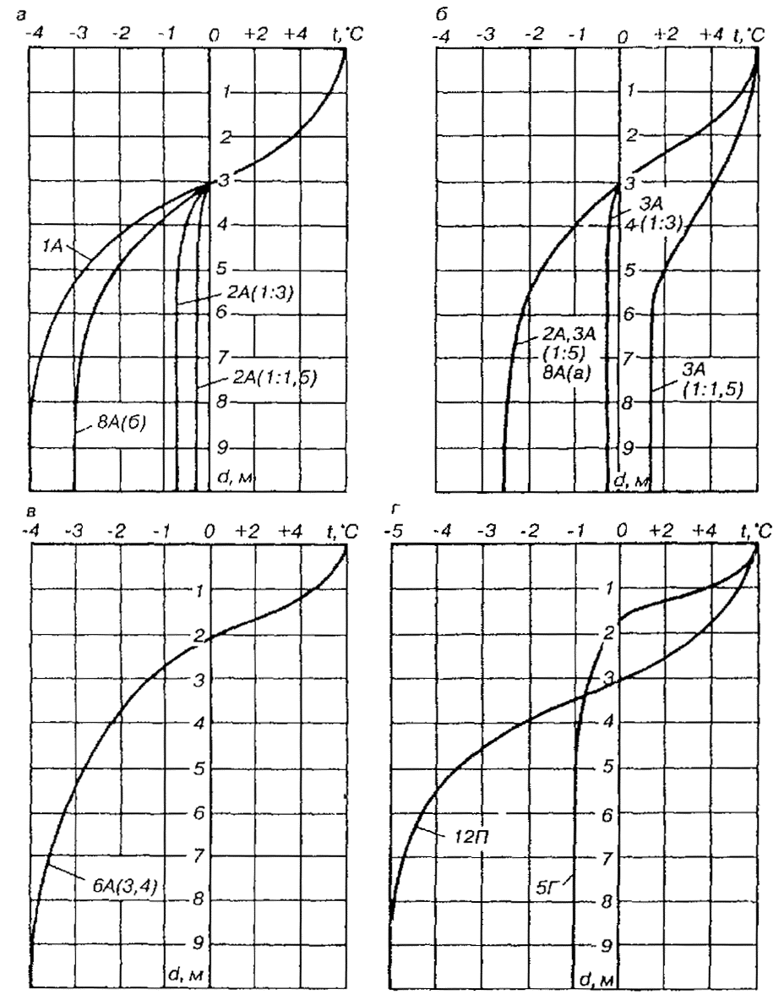 а
-4 -3 -2 -1 0 +2 +4 t,°C
1
2
3
4
5
6
7
8
9
d, м
1А
2А(1:3)
2А(1:1,5)
8А(б)
б
-4 -3 -2 -1 0 +2 +4 t,°C
1
2
3
4
5
6
7
8
9
d, м
3А
(1:3)
2А,3А
(1:5)
8А(а)
3А
(1:1,5)
в
-4 -3 -2 -1 0 +2 +4 t,°C
1
2
3
4
5
6
7
8
9
d, м
6А(3,4)
г
-5 -4 -3 -2 -1 0 +2 +4 t,°C
1
2
3
4
5
6
7
8
9
d, м
12П
5Г